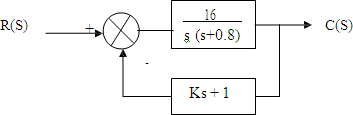 16
R(S) + s (s+0.8) C(S)
-
Ks + 1